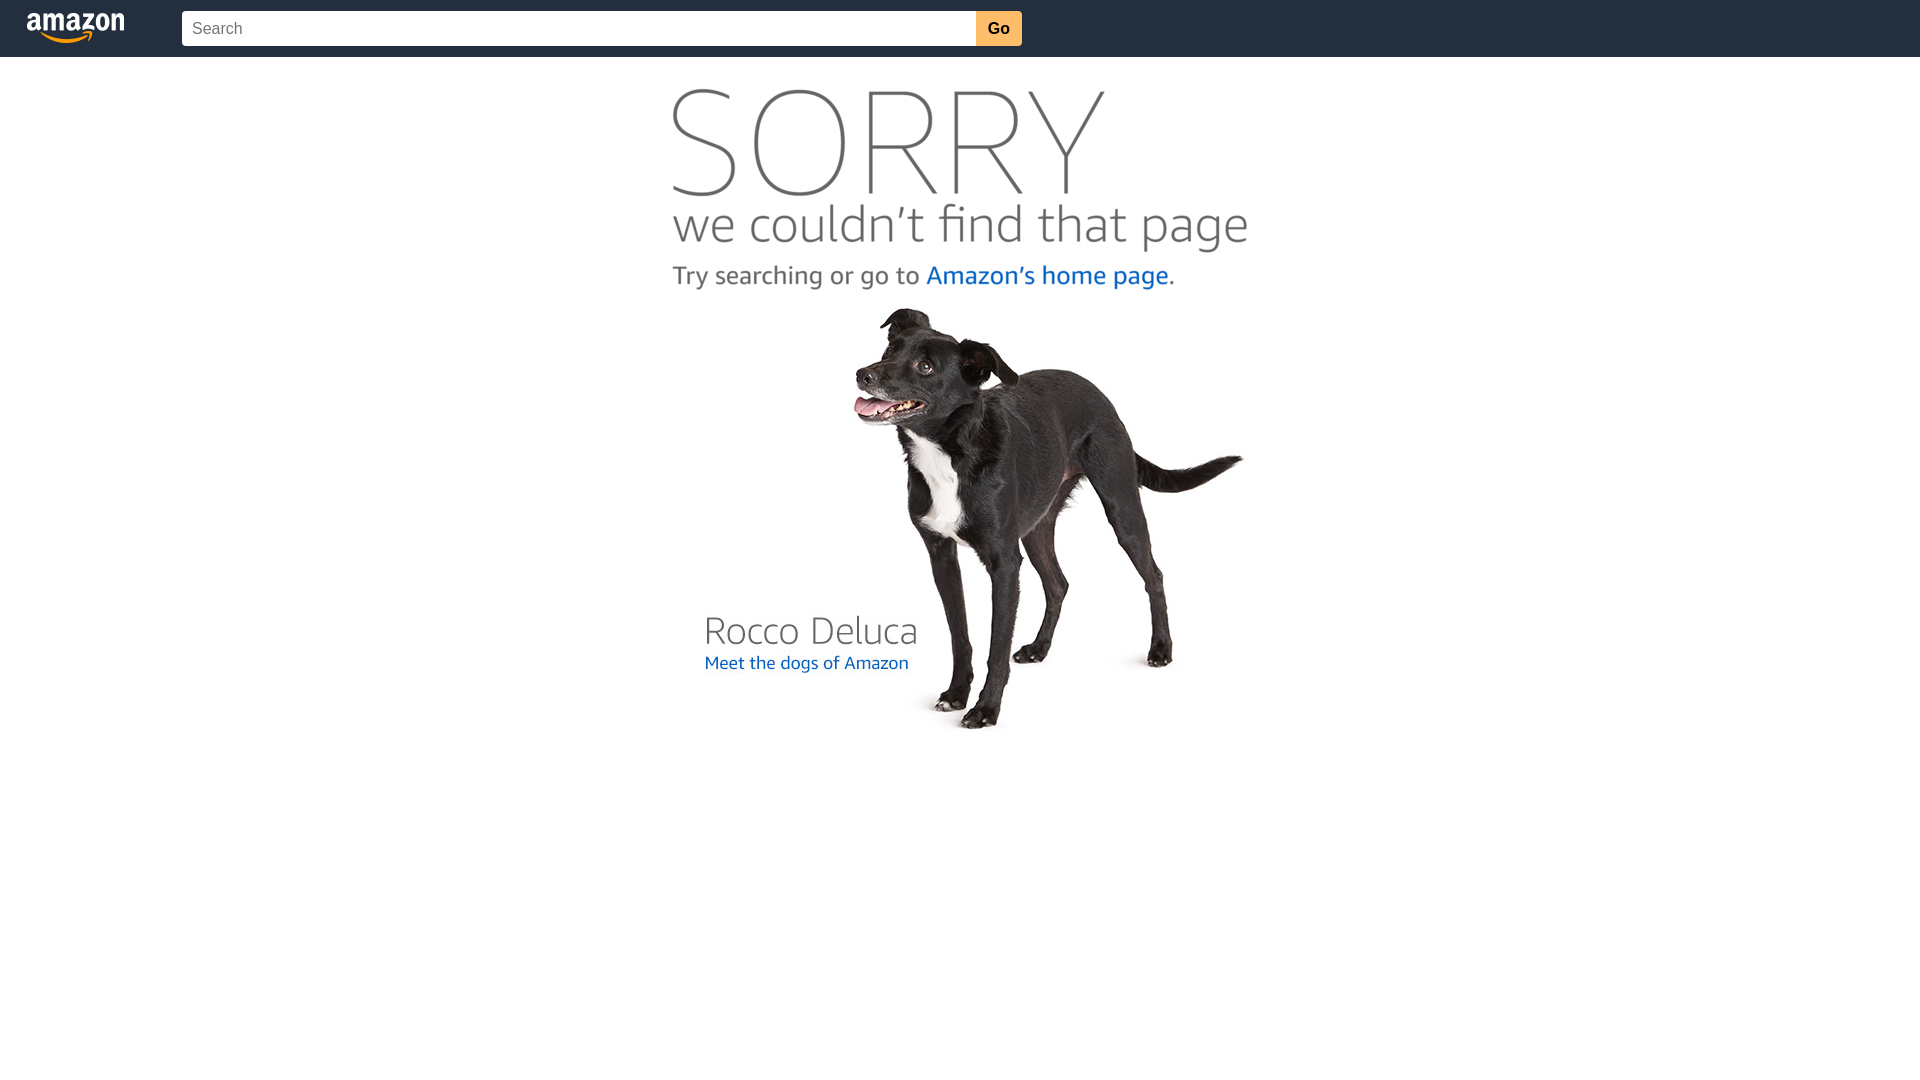 amazon
Search
Go
SORRY
we couldn't find that page
Try searching or go to Amazon's home page.
Rocco Deluca
Meet the dogs of Amazon